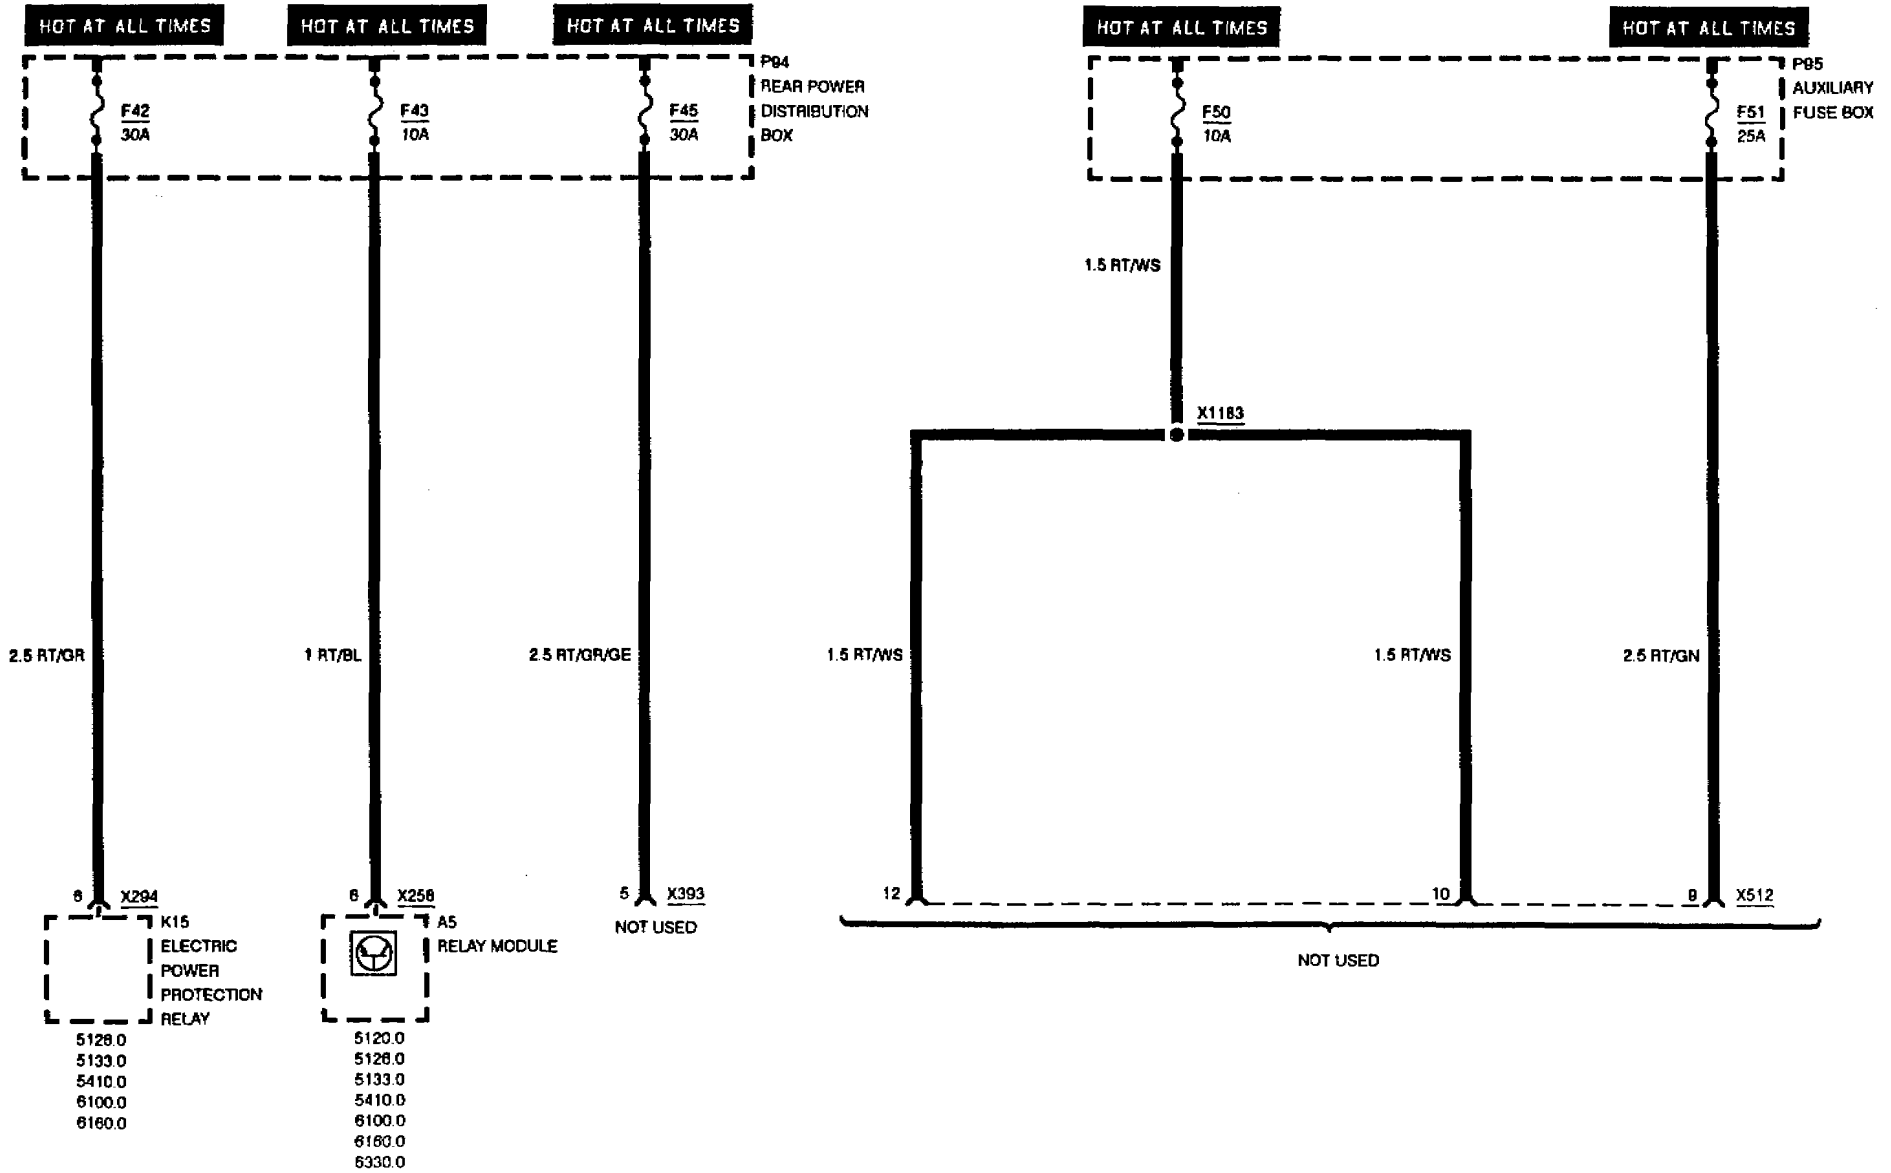 HOT AT ALL TIMES
HOT AT ALL TIMES
HOT AT ALL TIMES
HOT AT ALL TIMES
HOT AT ALL TIMES
F42
30A
F43
10A
F45
30A
P94
REAR POWER
DISTRIBUTION
BOX
F50
10A
F51
25A
P95
AUXILIARY
FUSE BOX
1.5 RT/WS
X1183
2.5 RT/GR
1 RT/BL
2.5 RT/GR/GE
1.5 RT/WS
1.5 RT/WS
2.5 RT/GN
6
X294
K15
ELECTRIC
POWER
PROTECTION
RELAY
5128.0
5133.0
5410.0
6100.0
6160.0
6
X258
A5
RELAY MODULE
5120.0
5126.0
5133.0
5410.0
6100.0
6160.0
6330.0
5
X393
NOT USED
12
10
9
X512
NOT USED